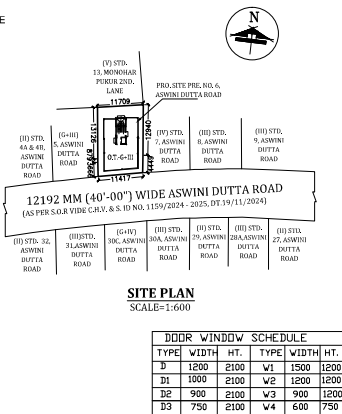 E
N
(V) STD.
13, MONOHAR
PUKUR 2ND.
LANE
PRO. SITE PRE. NO. 6,
ASWINI DUTTA ROAD
11709
13126
12940
O.T.-G+III
11417
(II) STD.
4A & 4R,
ASWINI
DUTTA
ROAD
(G+III)
5, ASWINI
DUTTA
ROAD
(IV) STD.
7, ASWINI
DUTTA
ROAD
(III) STD.
8, ASWINI
DUTTA
ROAD
(III) STD.
9, ASWINI
DUTTA
ROAD
12192 MM (40'-00") WIDE ASWINI DUTTA ROAD
(AS PER S.O.R VIDE C.H.V. & S. ID NO. 1159/2024 - 2025, DT.19/11/2024)
(II) STD. 32,
ASWINI
DUTTA
ROAD
(III)STD.
31,ASWINI
DUTTA
ROAD
(G+IV)
30C, ASWINI
DUTTA
ROAD
(III) STD.
30A, ASWINI
DUTTA
ROAD
(II) STD.
29, ASWINI
DUTTA
ROAD
(III) STD.
28A,ASWINI
DUTTA
ROAD
(II) STD.
27, ASWINI
DUTTA
ROAD
SITE PLAN
SCALE=1:600
DOOR WINDOW SCHEDULE
TYPE WIDTH HT. TYPE WIDTH HT.
D 1200 2100 W1 1500 1200
D1 1000 2100 W2 1200 1200
D2 900 2100 W3 900 1200
D3 750 2100 W4 600 750